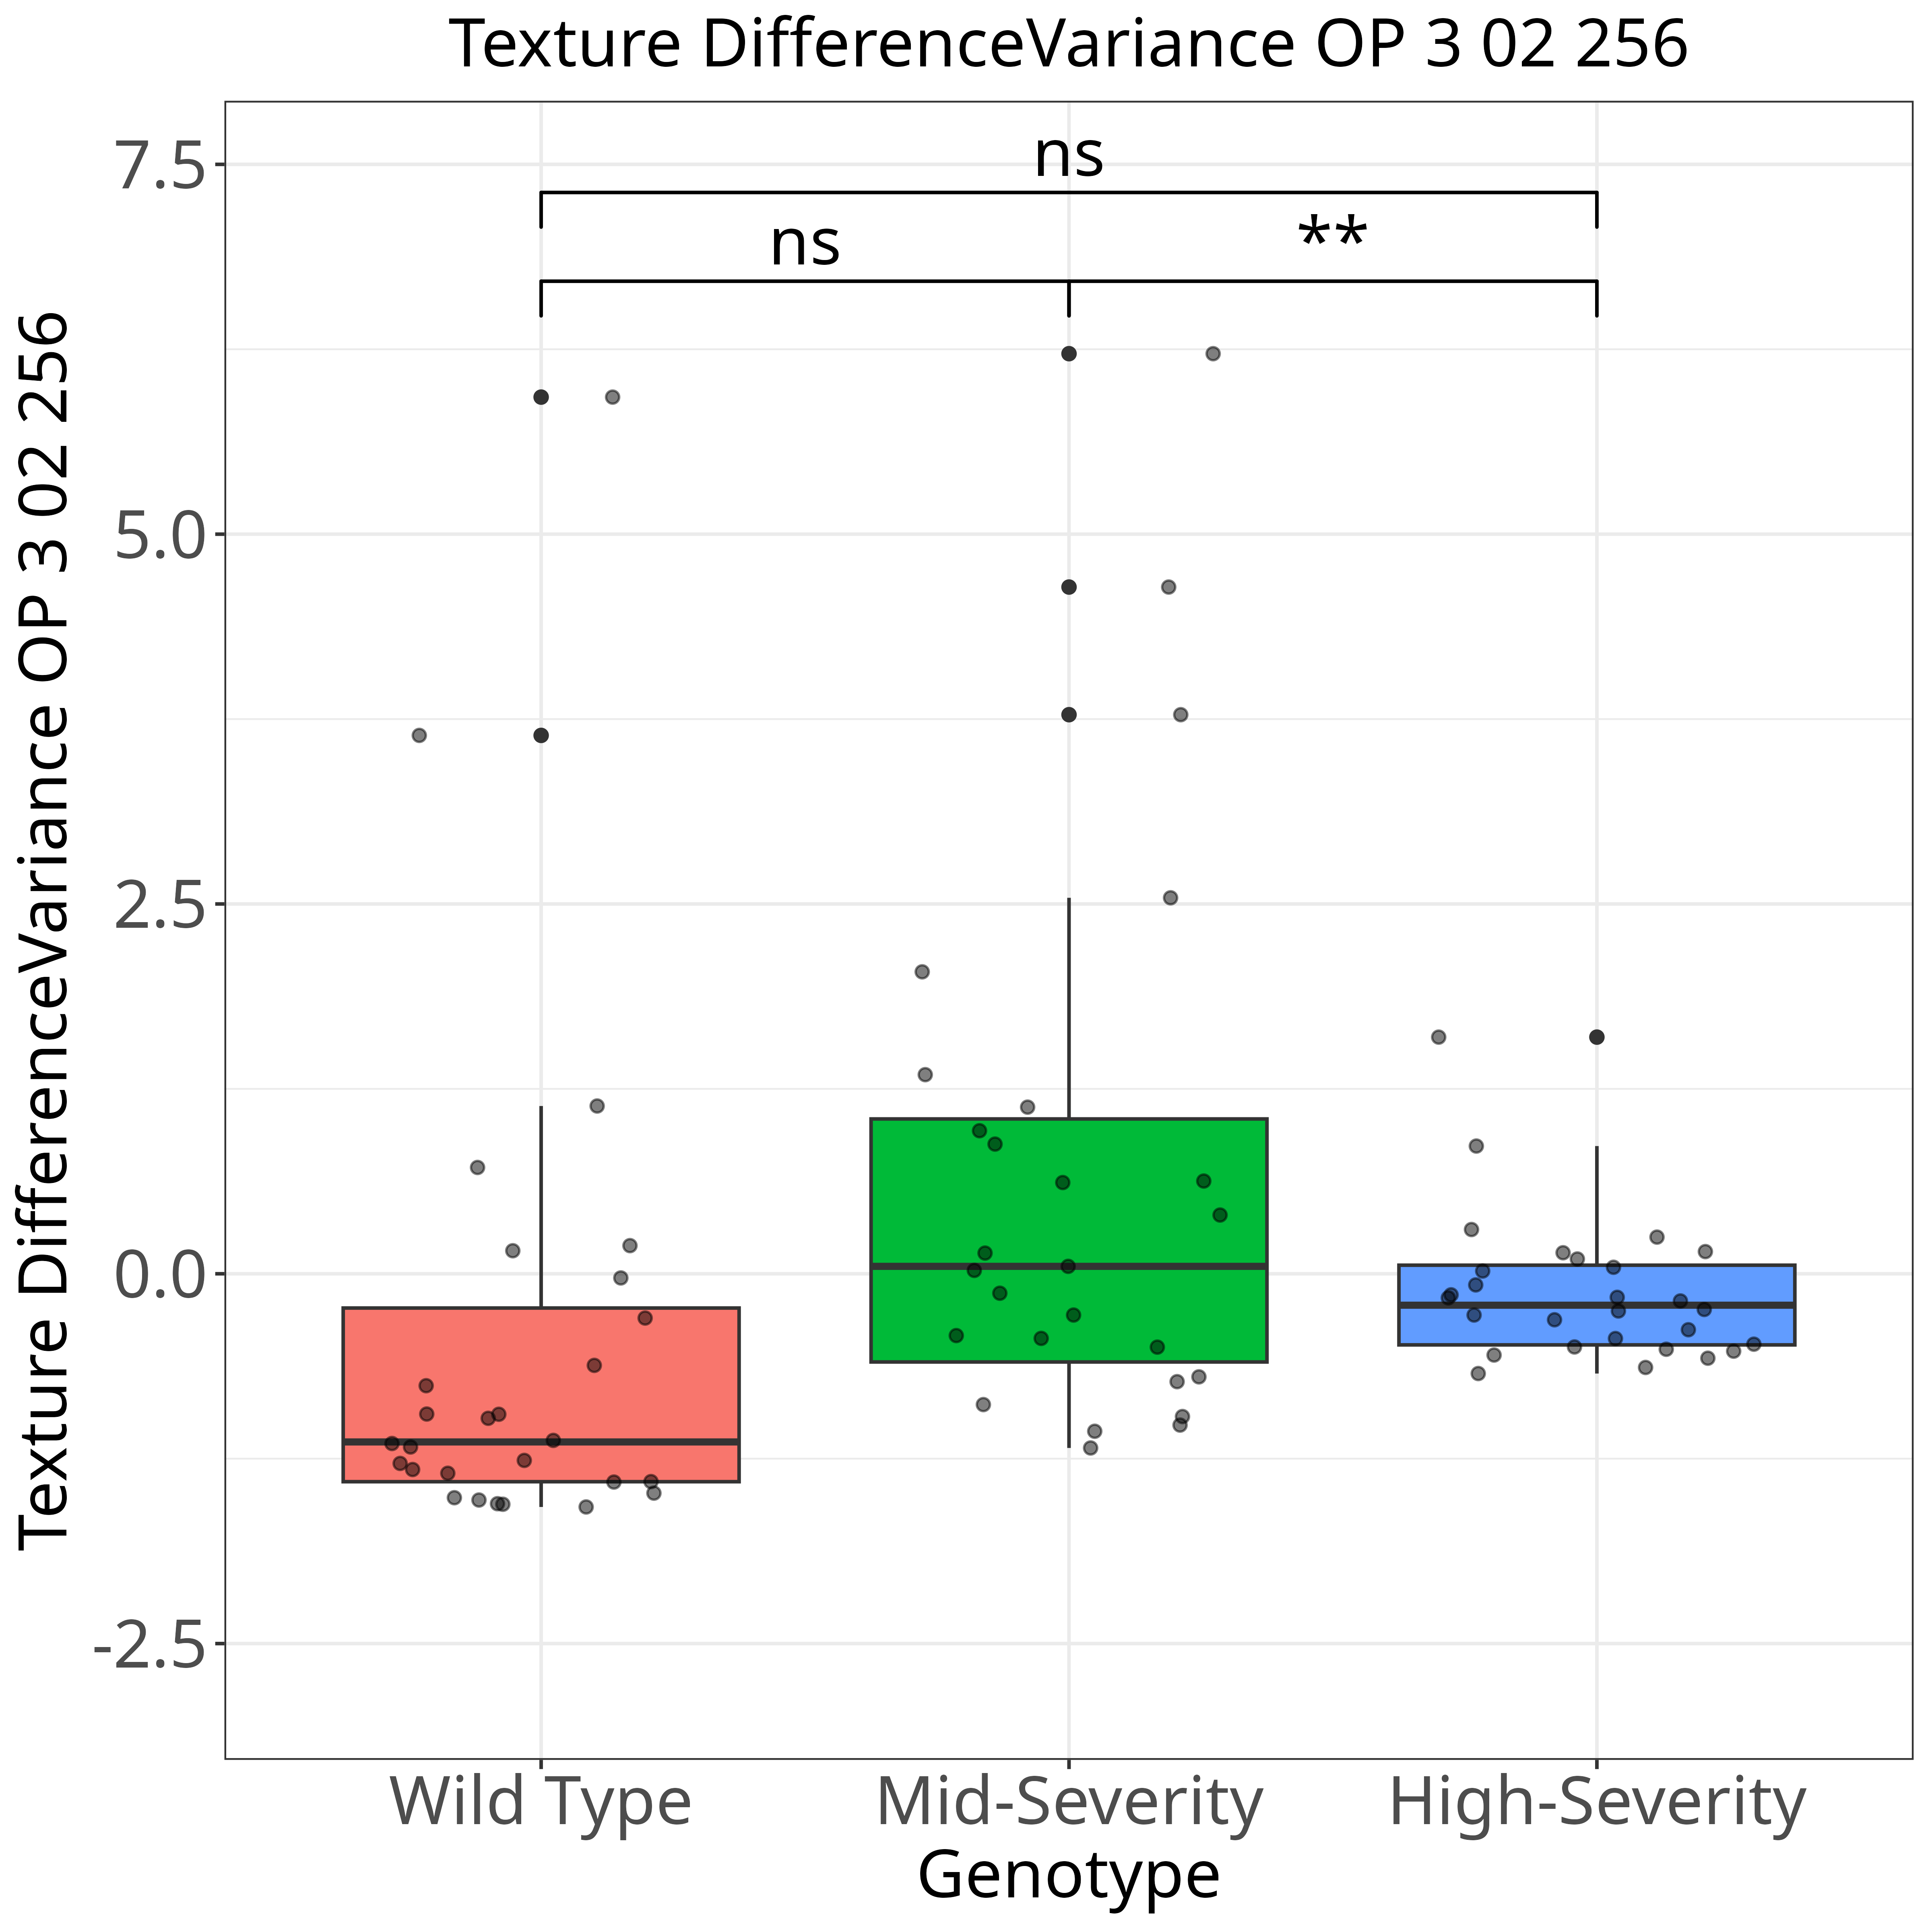 Texture DifferenceVariance OP 3 02 256
Texture DifferenceVariance OP 3 02 256
7.5
5.0
2.5
0.0
-2.5
ns
ns
**
Wild Type
Mid-Severity
High-Severity
Genotype